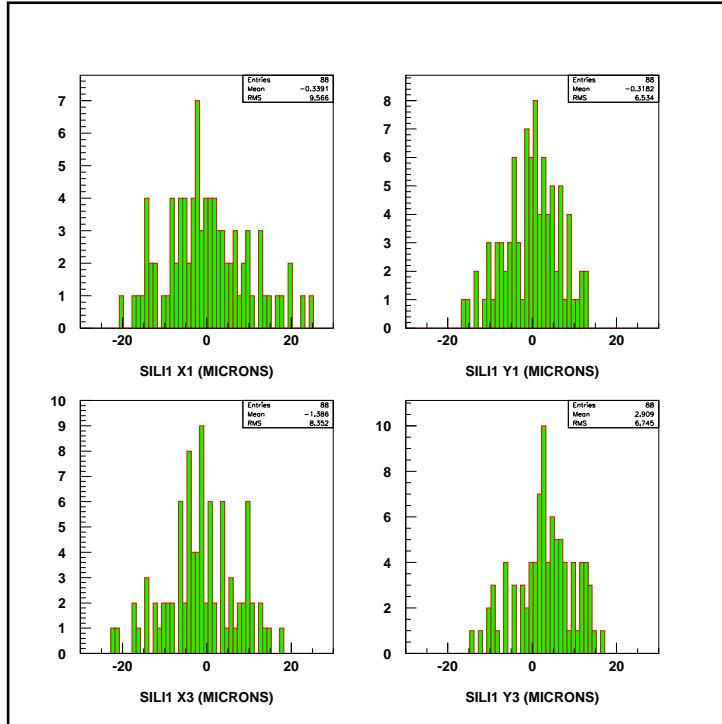 Entries 88
Mean -0.3391
RMS 9.566
7
6
5
4
3
2
1
0
-20 0 20
SILI1 X1 (MICRONS)
Entries 88
Mean -0.3182
RMS 6.534
8
7
6
5
4
3
2
1
0
-20 0 20
SILI1 Y1 (MICRONS)
Entries 88
Mean -1.386
RMS 8.352
10
9
8
7
6
5
4
3
2
1
0
-20 0 20
SILI1 X3 (MICRONS)
Entries 88
Mean 2.909
RMS 6.745
10
8
6
4
2
0
-20 0 20
SILI1 Y3 (MICRONS)